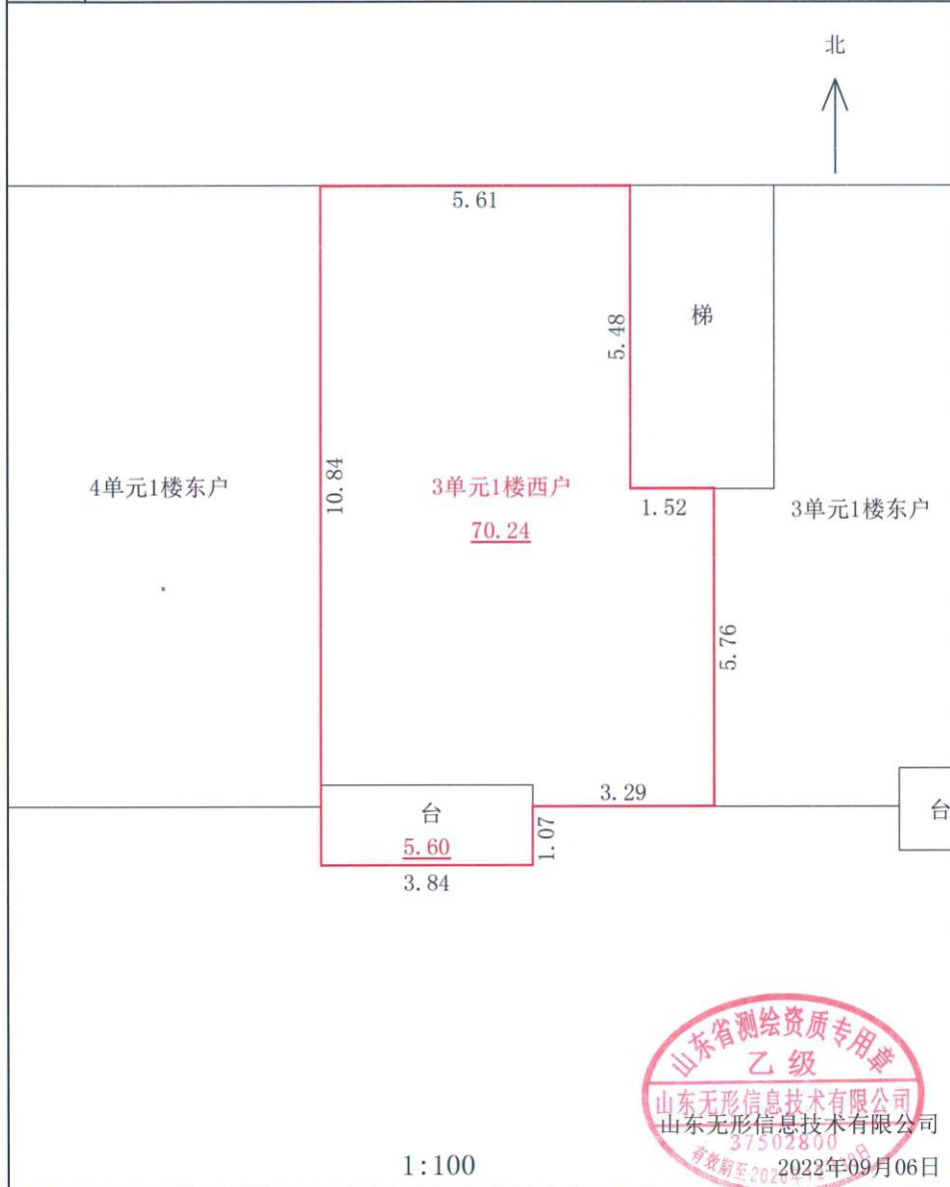 北
5.61
梯
5.48
10.84
4单元1楼东户
3单元1楼西户
1.52
3单元1楼东户
70.24
5.76
3.29
台
台
1.07
5.60
3.84
山东省测绘资质专用章
乙级
山东无形信息技术有限公司
山东无形信息技术有限公司
37502800
有效期至
1:100
2022年09月06日